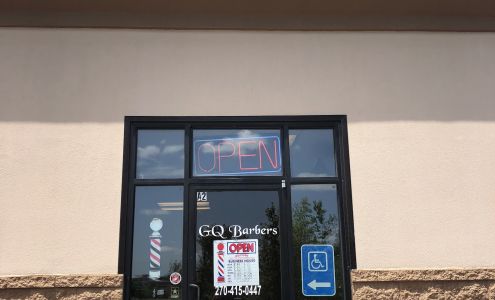 OPEN
42
GQ Barbers
OPEN
BUSINESS HOURS
270-415-0447